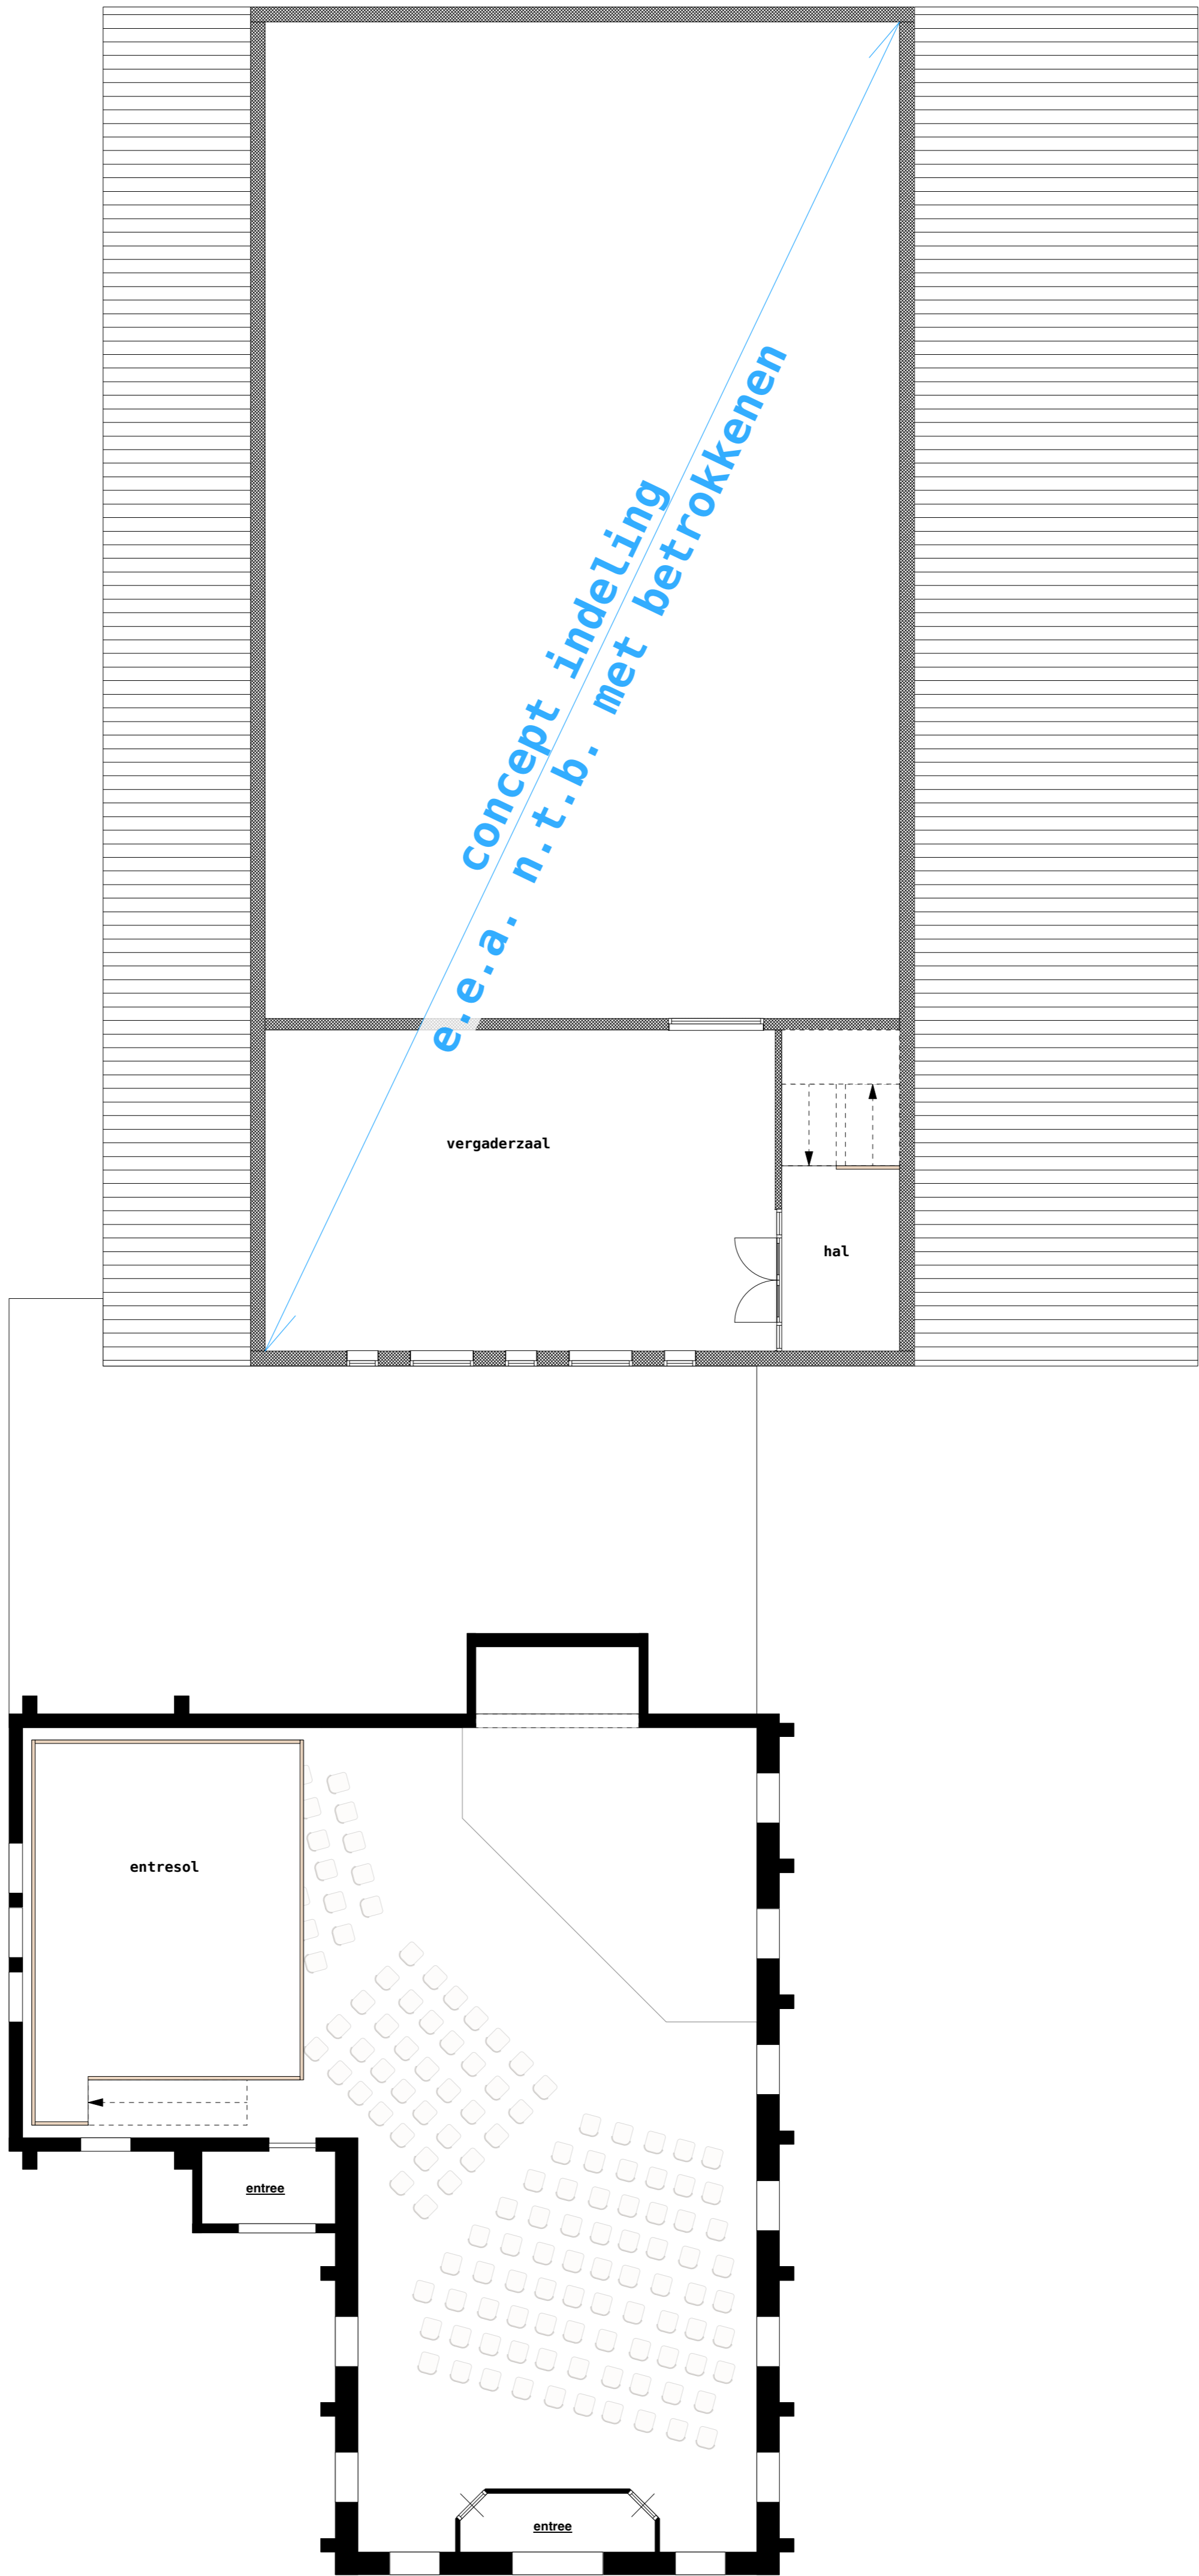 concept indeling
e.e.a. n.t.b. met betrokkenen
vergaderzaal
hal
entresol
entree
entree